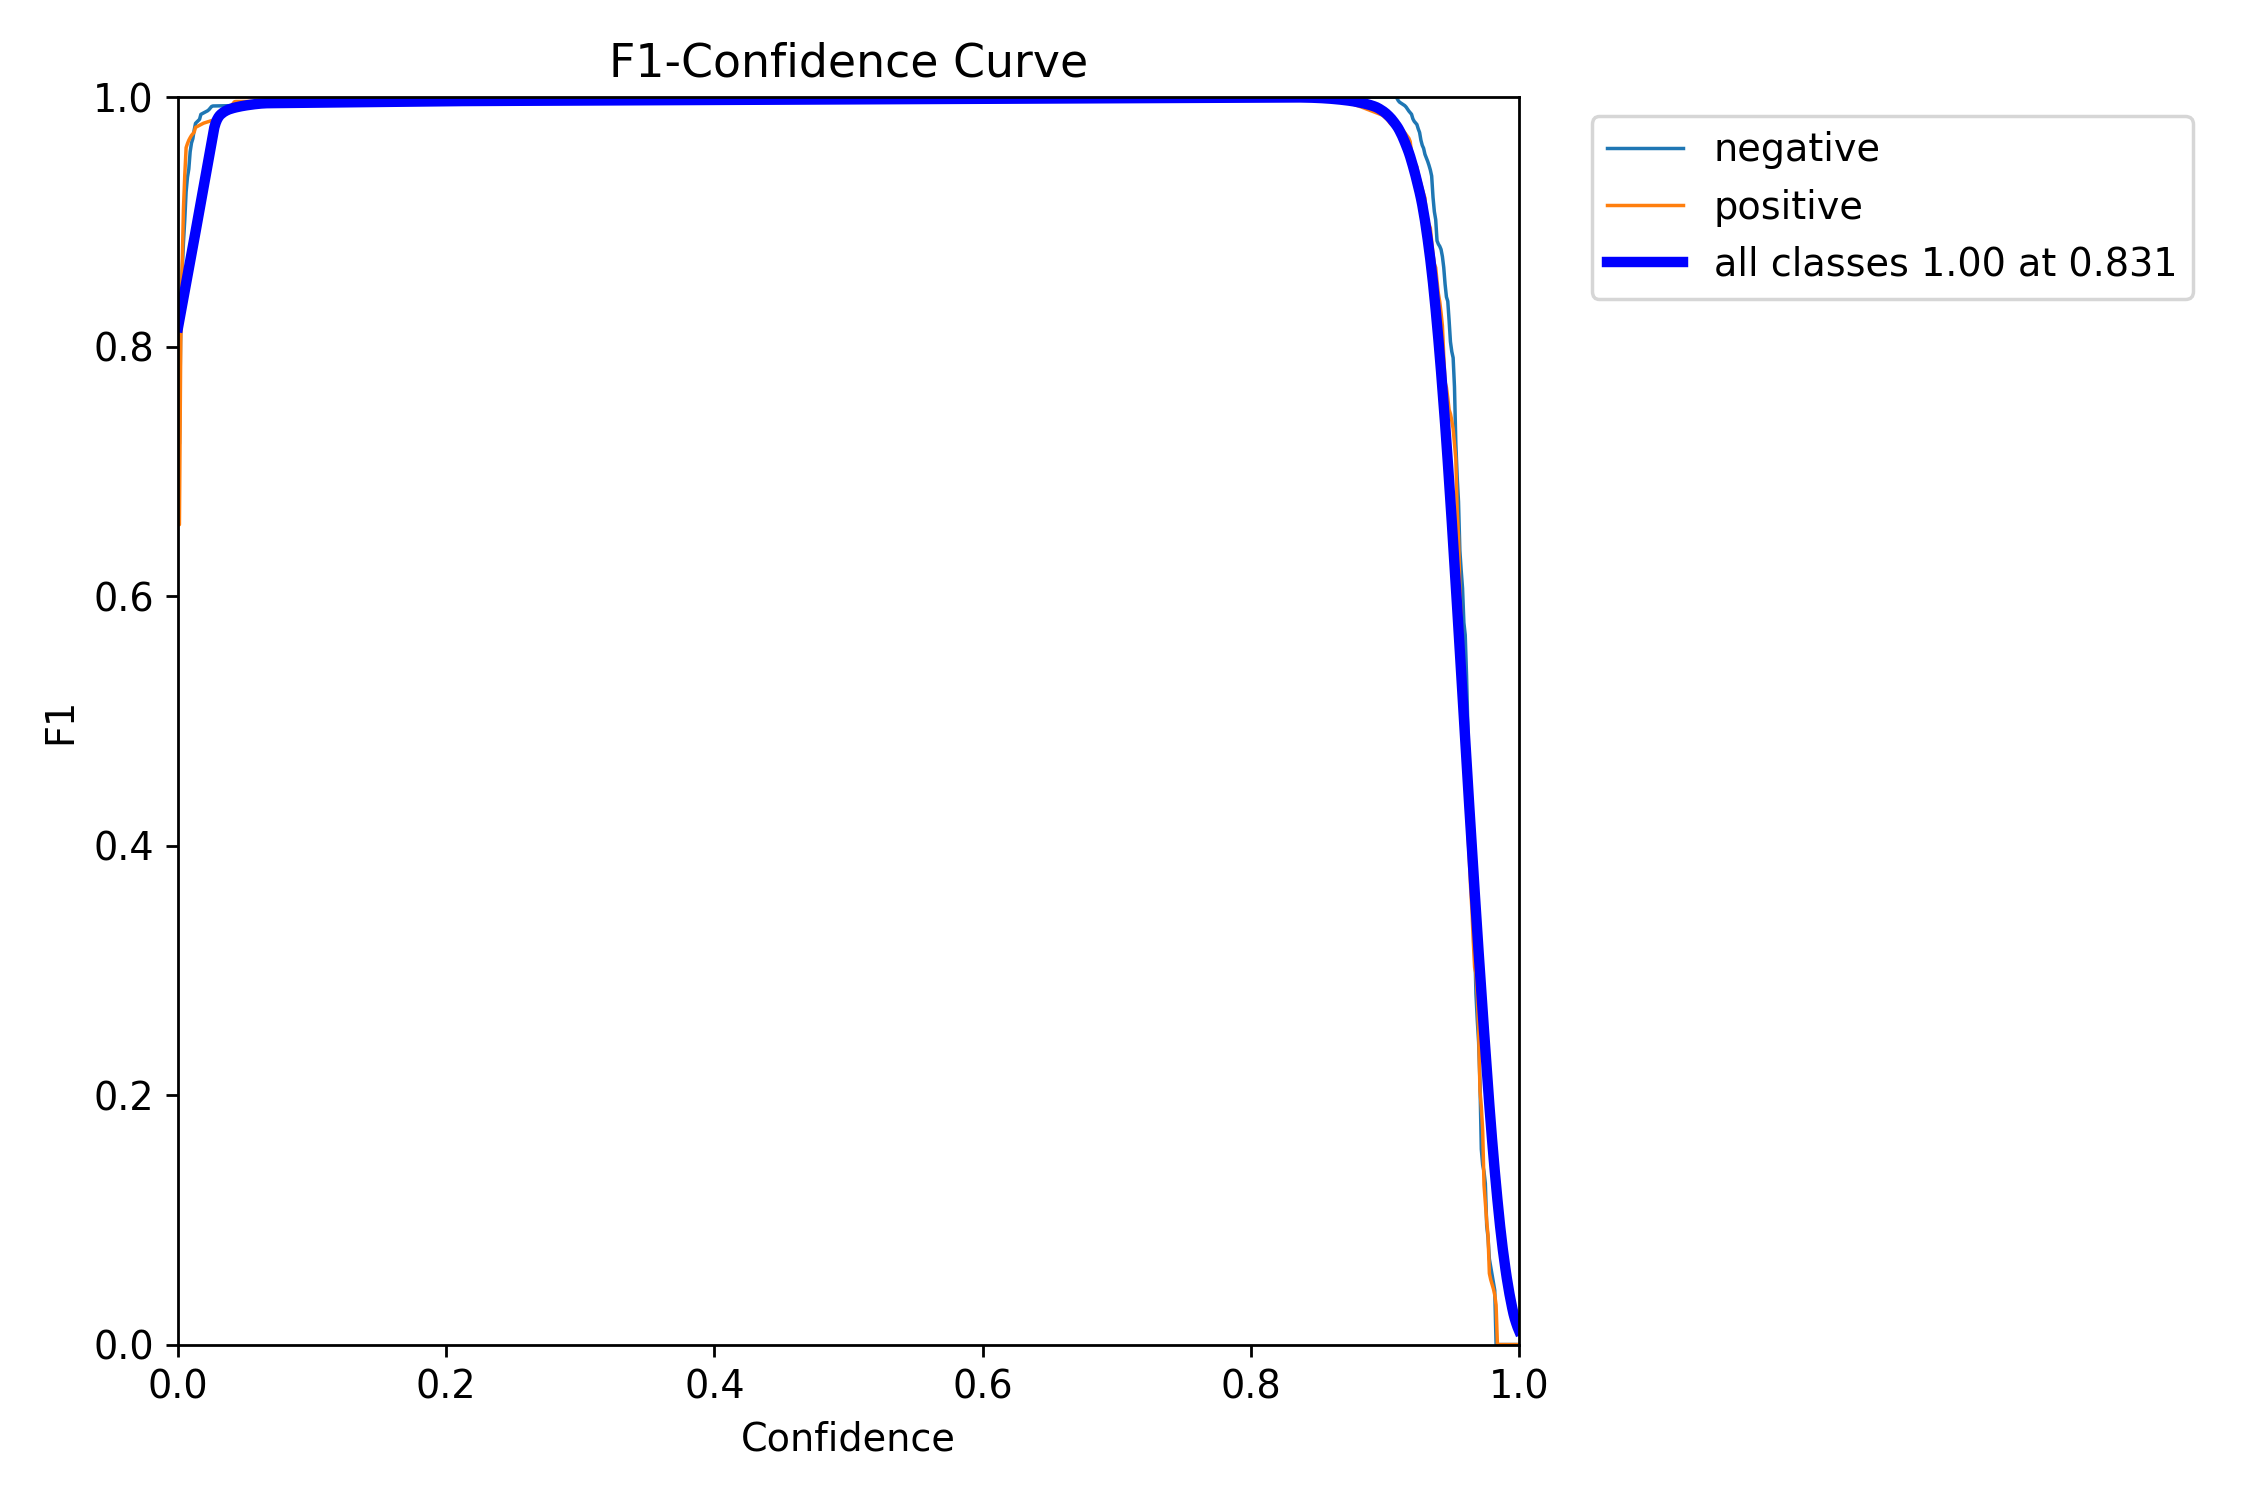 F1-Confidence Curve
1.0
0.8
0.6
0.4
0.2
0.0
F1
0.0 0.2 0.4 0.6 0.8 1.0
Confidence
negative
positive
all classes 1.00 at 0.831